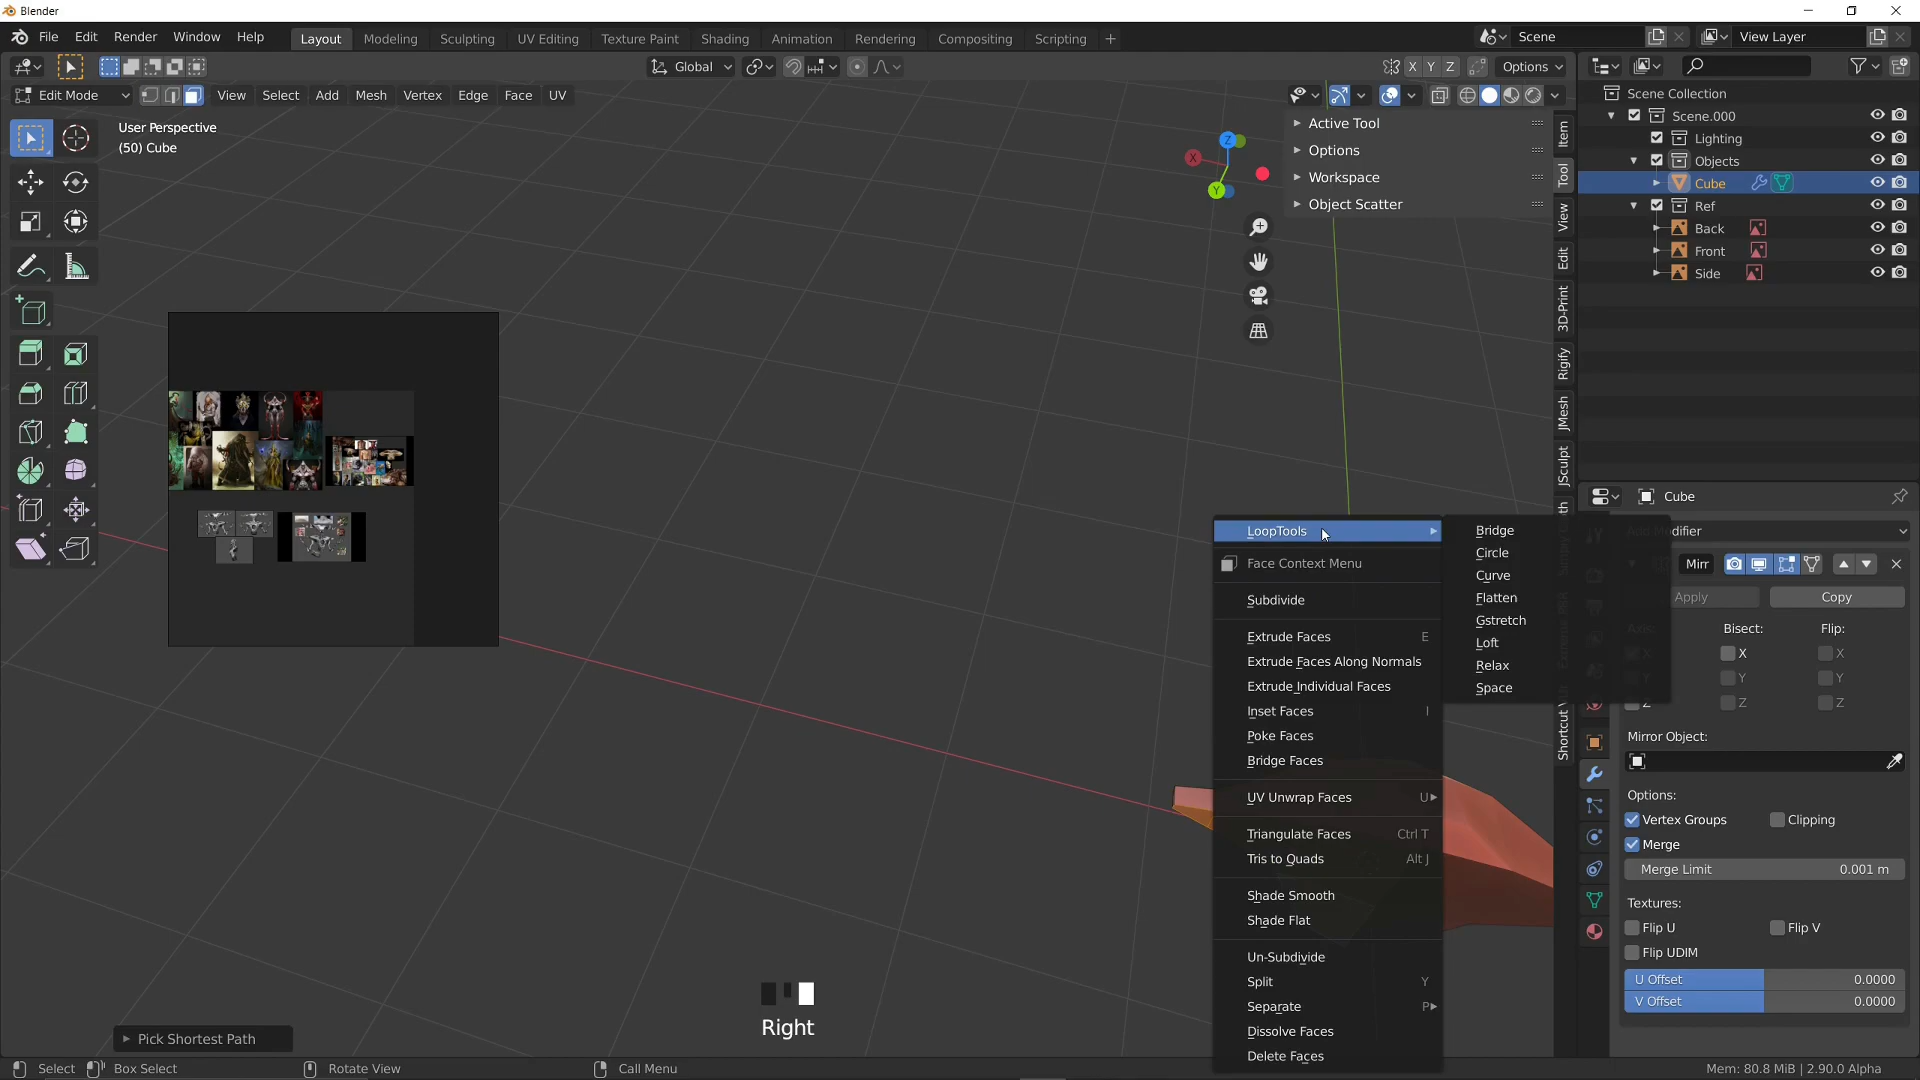 Blender
File Edit Render Window Help Layout Modeling Sculpting UV Editing Texture Paint Shading Animation Rendering Compositing Scripting + Scene View Layer
Global X Y Z Options
Edit Mode View Select Add Mesh Vertex Edge Face UV
User Perspective
(50) Cube
X Y Z
Active Tool
Options
Workspace
Object Scatter
Item
Tool
View
Edit
3D-Print
Rigify
JMesh
JSculpt
Shortcut V
Scene Collection
Scene.000
Lighting
Objects
Cube
Ref
Back
Front
Side
Cube
LoopTools
Face Context Menu
Subdivide
Extrude Faces E
Extrude Faces Along Normals
Extrude Individual Faces
Inset Faces I
Poke Faces
Bridge Faces
UV Unwrap Faces U
Triangulate Faces Ctrl T
Tris to Quads Alt J
Shade Smooth
Shade Flat
Un-Subdivide
Split Y
Separate P
Dissolve Faces
Delete Faces
Bridge
Circle
Curve
Flatten
Gstretch
Loft
Relax
Space
Add Modifier
Mirr
Apply Copy
Axis: Bisect: Flip:
X X
Y Y
Z Z Z
Mirror Object:
Options:
Vertex Groups Clipping
Merge
Merge Limit 0.001 m
Textures:
Flip U Flip V
Flip UDIM
U Offset 0.0000
V Offset 0.0000
Right
Pick Shortest Path
Select Box Select Rotate View Call Menu Mem: 80.8 MiB | 2.90.0 Alpha